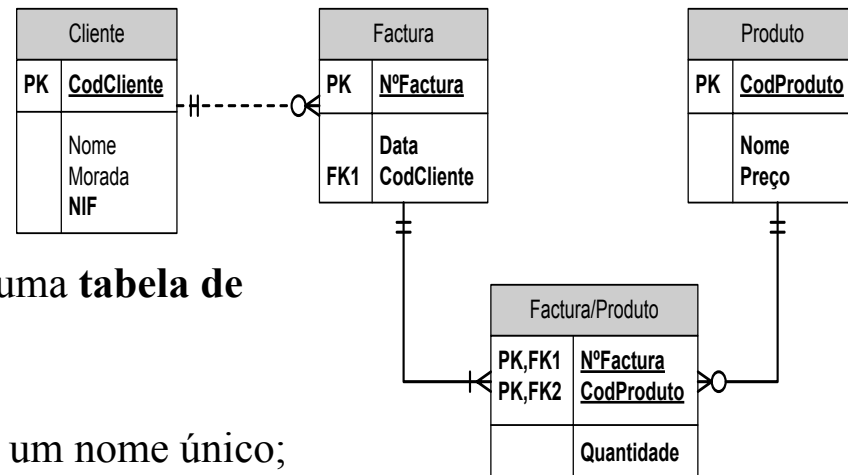 Cliente
PK CodCliente
Nome
Morada
NIF
Factura
PK NºFactura
Data
FK1 CodCliente
Produto
PK CodProduto
Nome
Preço
uma tabela de
Factura/Produto
PK,FK1 NºFactura
PK,FK2 CodProduto
Quantidade
um nome único;